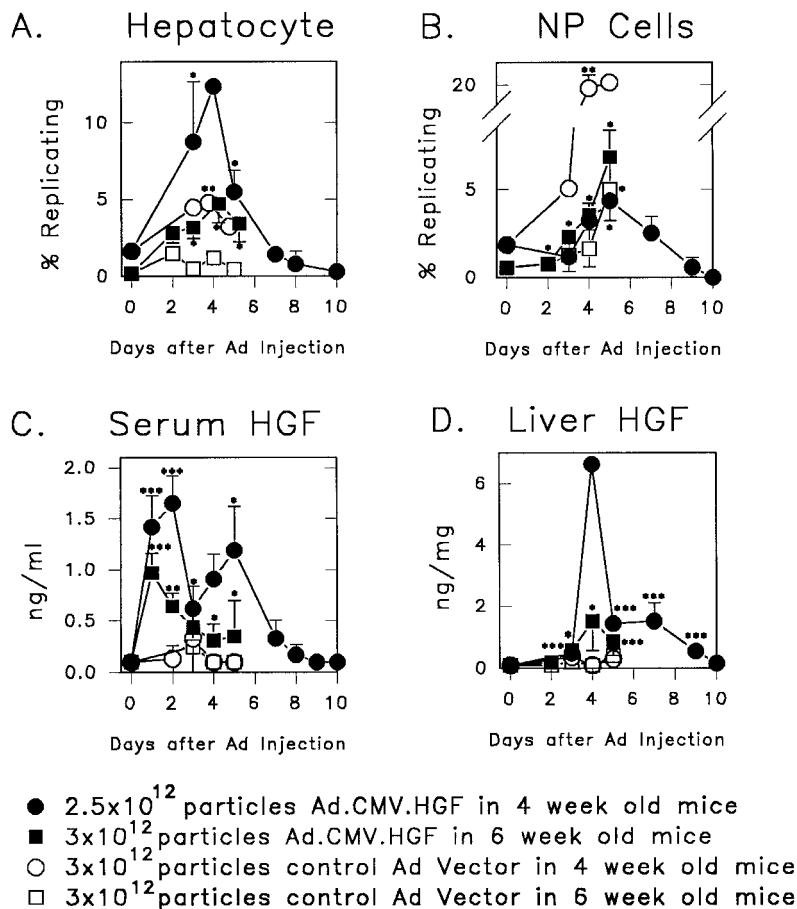 A. Hepatocyte
B. NP Cells
% Replicating
10
5
0
* ** * * * *
0 2 4 6 8 10
Days after Ad Injection
% Replicating
20
5
0
** * * * * * *
0 2 4 6 8 10
Days after Ad Injection
C. Serum HGF
D. Liver HGF
ng/ml
2.0
1.5
1.0
0.5
0.0
*** *** * *** ** * * *
0 2 4 6 8 10
Days after Ad Injection
ng/mg
6
4
2
0
*** * * *** *** *** ***
0 2 4 6 8 10
Days after Ad Injection
2.5x10^12 particles Ad.CMV.HGF in 4 week old mice
3x10^12 particles Ad.CMV.HGF in 6 week old mice
3x10^12 particles control Ad Vector in 4 week old mice
3x10^12 particles control Ad Vector in 6 week old mice